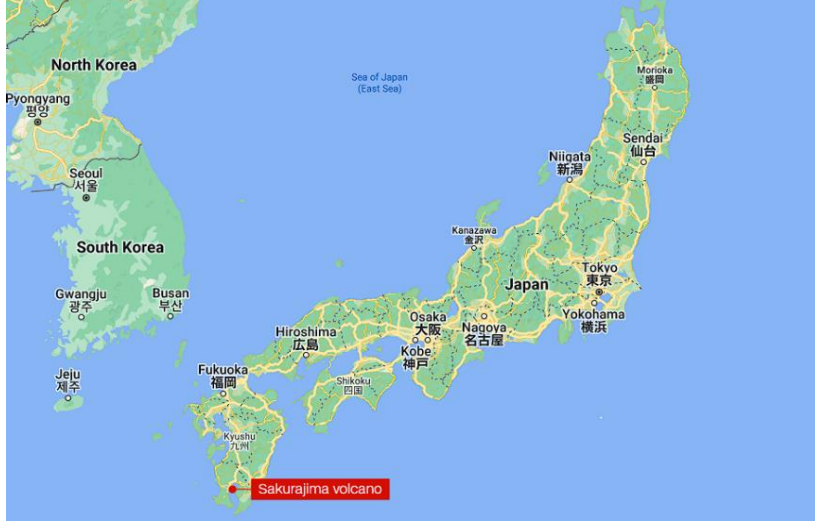 North Korea
Pyongyang
평양
Seoul
서울
South Korea
Gwangju
광주
Busan
부산
Jeju
제주
Sea of Japan
(East Sea)
Morioka
盛岡
Sendai
仙台
Niigata
新潟
Kanazawa
金沢
Japan
Tokyo
東京
Yokohama
横浜
Nagoya
名古屋
Osaka
大阪
Kobe
神戸
Hiroshima
広島
Shikoku
四国
Fukuoka
福岡
Kyushu
九州
Sakurajima volcano